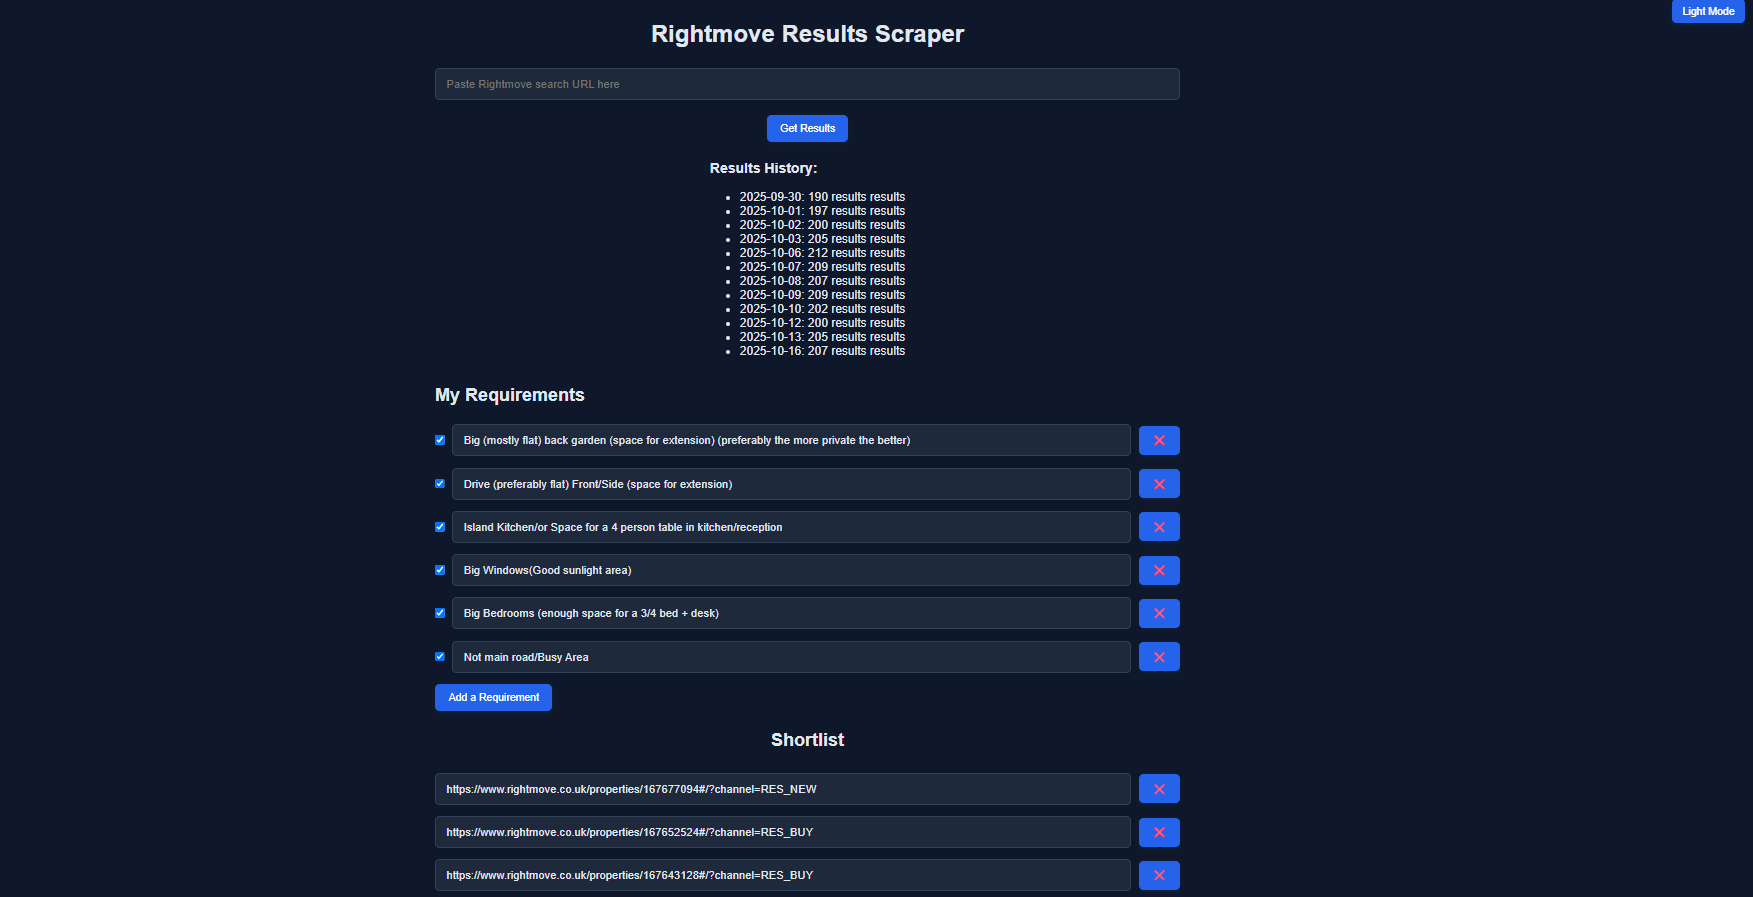 Light Mode
Rightmove Results Scraper
Paste Rightmove search URL here
Get Results
Results History:
2025-09-30: 190 results results
2025-10-01: 197 results results
2025-10-02: 200 results results
2025-10-03: 205 results results
2025-10-06: 212 results results
2025-10-07: 209 results results
2025-10-08: 207 results results
2025-10-09: 209 results results
2025-10-10: 202 results results
2025-10-12: 200 results results
2025-10-13: 205 results results
2025-10-16: 207 results results
My Requirements
Big (mostly flat) back garden (space for extension) (preferably the more private the better)
Drive (preferably flat) Front/Side (space for extension)
Island Kitchen/or Space for a 4 person table in kitchen/reception
Big Windows(Good sunlight area)
Big Bedrooms (enough space for a 3/4 bed + desk)
Not main road/Busy Area
Add a Requirement
Shortlist
https://www.rightmove.co.uk/properties/167677094#/?channel=RES_NEW
https://www.rightmove.co.uk/properties/167652524#/?channel=RES_BUY
https://www.rightmove.co.uk/properties/167643128#/?channel=RES_BUY